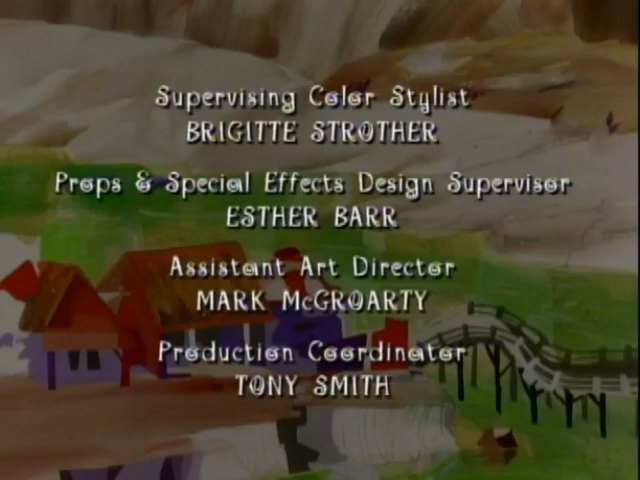 Supervising Color Stylist
BRIGITTE STROTHER
Props & Special Effects Design Supervisor
ESTHER BARR
Assistant Art Director
MARK McGROARTY
Production Coordinator
TONY SMITH